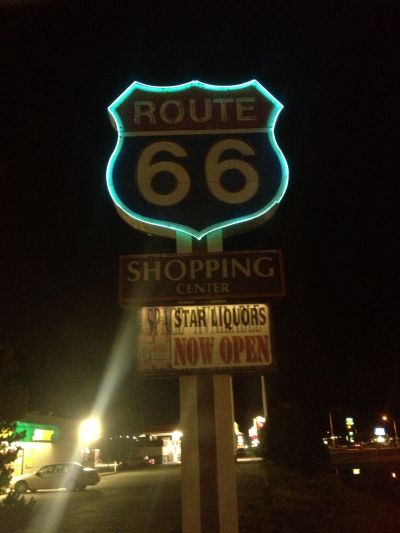 ROUTE
66
SHOPPING
CENTER
STAR LIQUORS
NOW OPEN